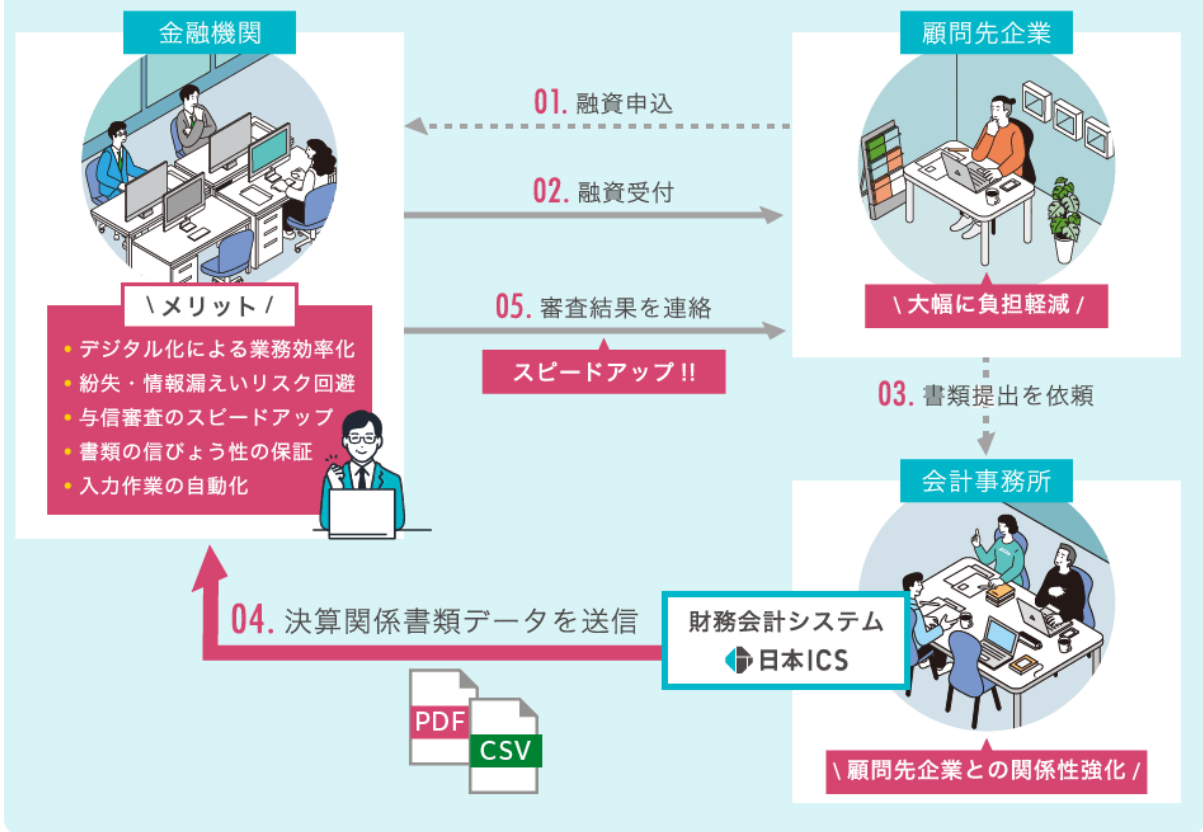 金融機関
顧問先企業
01. 融資申込
02. 融資受付
05. 審査結果を連絡
スピードアップ !!
\ メリット /
• デジタル化による業務効率化
• 紛失・情報漏えいリスク回避
• 与信審査のスピードアップ
• 書類の信ぴょう性の保証
• 入力作業の自動化
\ 大幅に負担軽減 /
03. 書類提出を依頼
会計事務所
04. 決算関係書類データを送信
財務会計システム
日本ICS
PDF
CSV
\ 顧問先企業との関係性強化 /